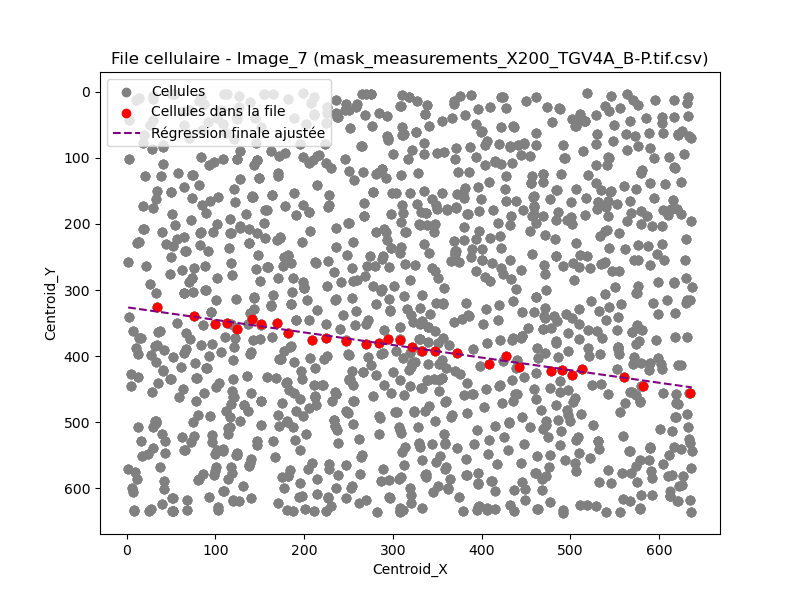 File cellulaire - Image_7 (mask_measurements_X200_TGV4A_B-P.tif.csv)
Cellules
Cellules dans la file
Régression finale ajustée
0
100
200
300
400
500
600
Centroid_Y
0 100 200 300 400 500 600
Centroid_X